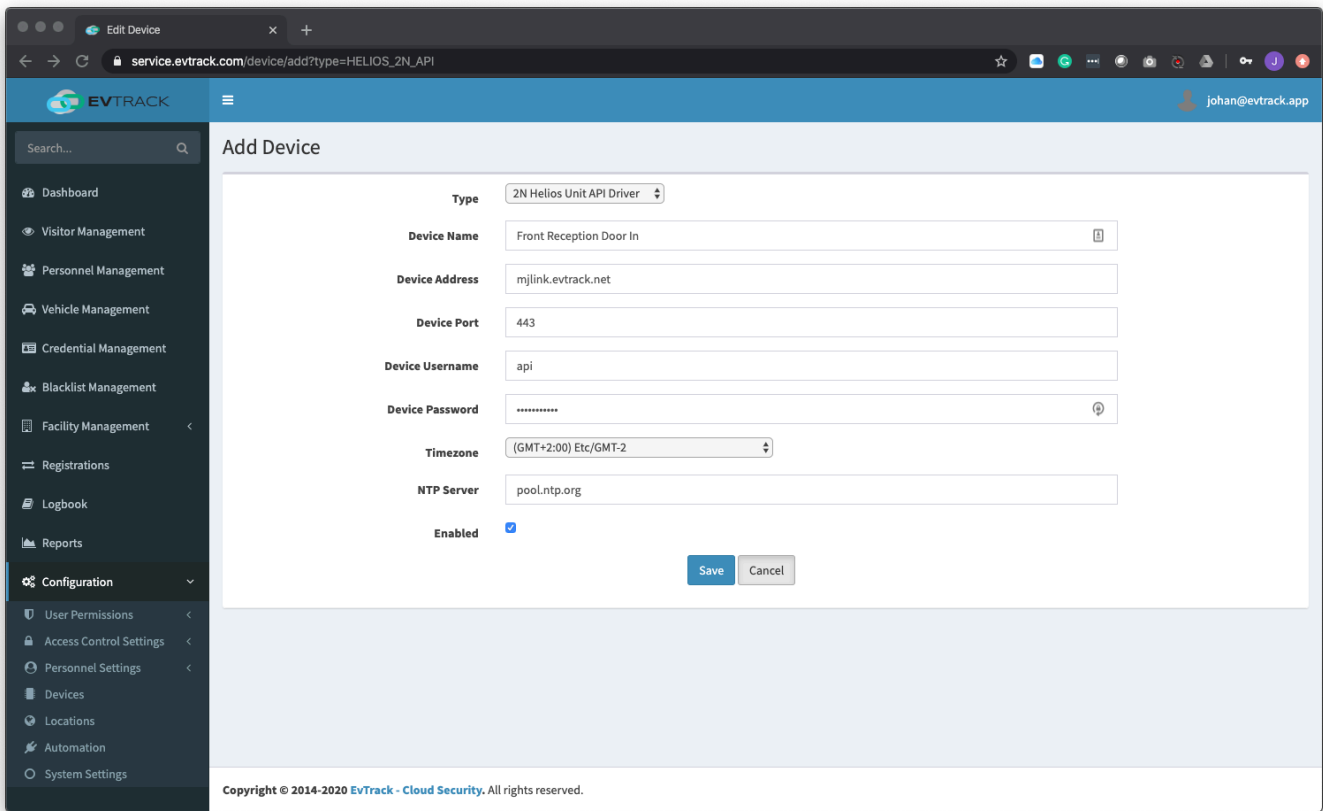 Edit Device
service.evtrack.com/device/add?type=HELIOS_2N_API
J
EVTRACK
johan@evtrack.app
Search...
Add Device
Dashboard
Visitor Management
Personnel Management
Vehicle Management
Credential Management
Blacklist Management
Facility Management
Registrations
Logbook
Reports
Configuration
User Permissions
Access Control Settings
Personnel Settings
Devices
Locations
Automation
System Settings
Type 2N Helios Unit API Driver
Device Name Front Reception Door In
Device Address mjlink.evtrack.net
Device Port 443
Device Username api
Device Password •••••••••••
Timezone (GMT+2:00) Etc/GMT-2
NTP Server pool.ntp.org
Enabled
Save Cancel
Copyright © 2014-2020 EvTrack - Cloud Security. All rights reserved.